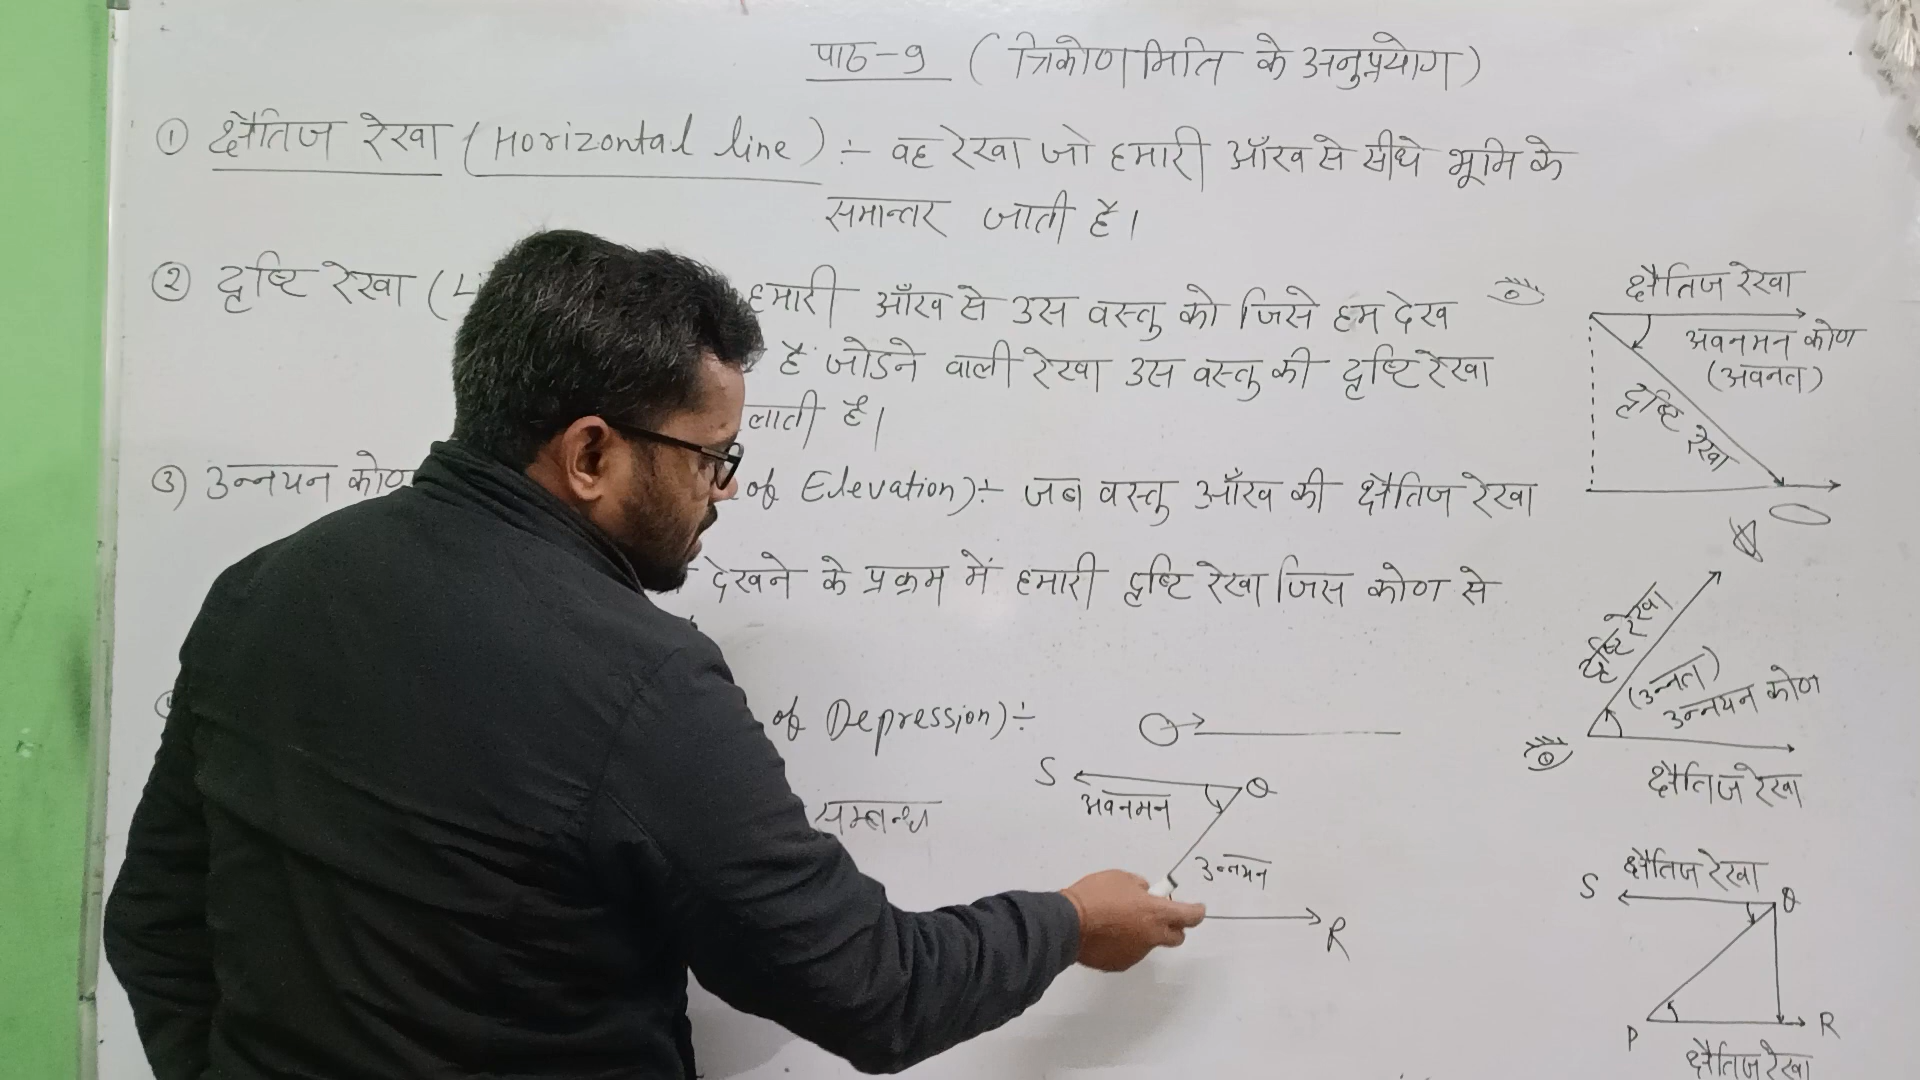 पाठ-9 (त्रिकोणमिति के अनुप्रयोग)
① क्षैतिज रेखा (Horizontal line) :- वह रेखा जो हमारी आँख से सीधे भूमि के
समान्तर जाती है।
② दृष्टि रेखा ( हमारी आँख से उस वस्तु को जिसे हम देख
है जोडने वाली रेखा उस वस्तु की दृष्टि रेखा
लाती है।
③ उन्नयन कोण of Elevation) :- जब वस्तु आँख की क्षैतिज रेखा
देखने के प्रक्रम में हमारी दृष्टि रेखा जिस कोण से
of Depression) :-
सम्बन्ध
S
Q
अवनमन
उन्नयन
R
क्षैतिज रेखा
अवनमन कोण
(अवनत)
दृष्टि रेखा
दृष्टि रेखा
(उन्नत)
उन्नयन कोण
क्षैतिज रेखा
क्षैतिज रेखा
S
Q
P
R
क्षैतिज रेखा